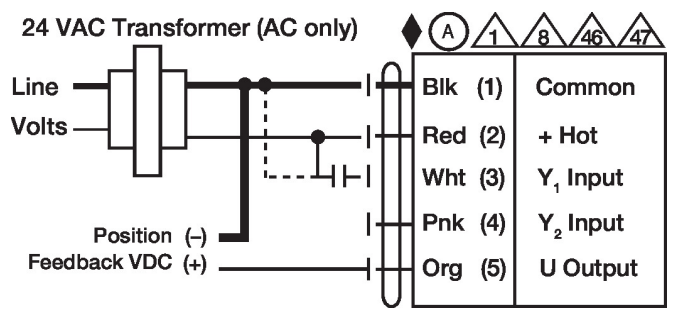 24 VAC Transformer (AC only)
A 1 8 46 47
Line
Volts
Blk (1) Common
Red (2) + Hot
Wht (3) Y1 Input
Pnk (4) Y2 Input
Org (5) U Output
Position (–)
Feedback VDC (+)